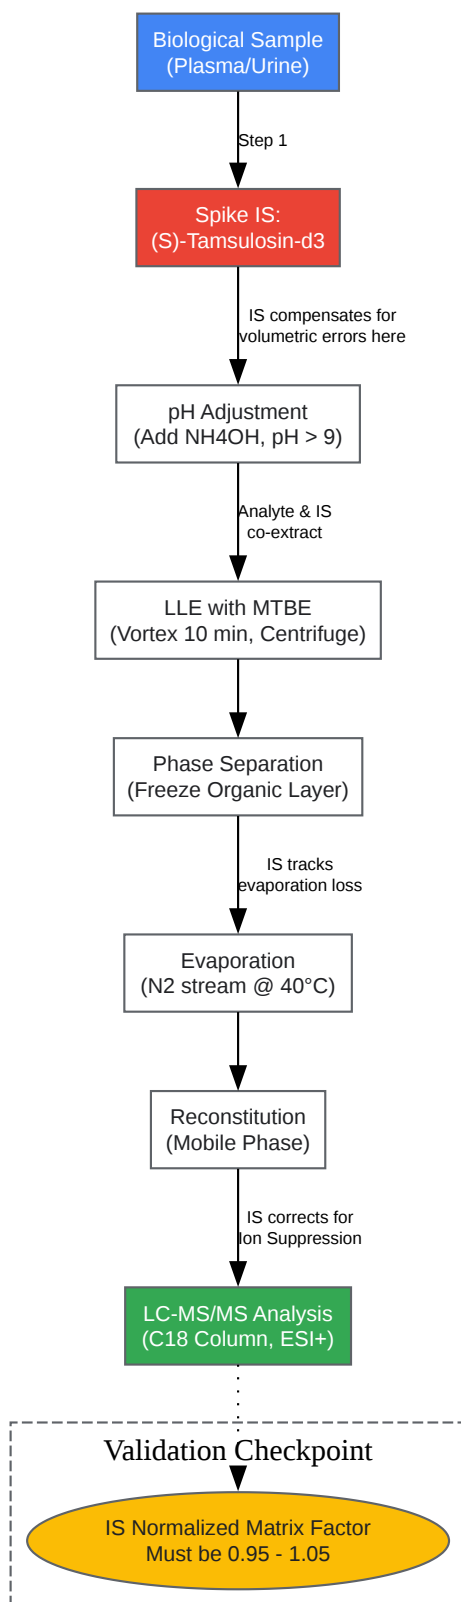 Biological Sample
(Plasma/Urine)
Step 1
Spike IS:
(S)-Tamsulosin-d3
IS compensates for
volumetric errors here
pH Adjustment
(Add NH4OH, pH > 9)
Analyte & IS
co-extract
LLE with MTBE
(Vortex 10 min, Centrifuge)
Phase Separation
(Freeze Organic Layer)
IS tracks
evaporation loss
Evaporation
(N2 stream @ 40°C)
Reconstitution
(Mobile Phase)
IS corrects for
Ion Suppression
LC-MS/MS Analysis
(C18 Column, ESI+)
Validation Checkpoint
IS Normalized Matrix Factor
Must be 0.95 - 1.05